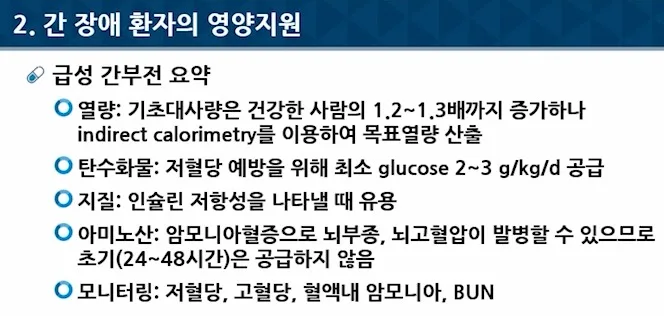 2. 간 장애 환자의 영양지원
급성 간부전 요약
열량: 기초대사량은 건강한 사람의 1.2~1.3배까지 증가하나
indirect calorimetry를 이용하여 목표열량 산출
탄수화물: 저혈당 예방을 위해 최소 glucose 2~3 g/kg/d 공급
지질: 인슐린 저항성을 나타낼 때 유용
아미노산: 암모니아혈증으로 뇌부종, 뇌고혈압이 발병할 수 있으므로
초기(24~48시간)은 공급하지 않음
모니터링: 저혈당, 고혈당, 혈액내 암모니아, BUN